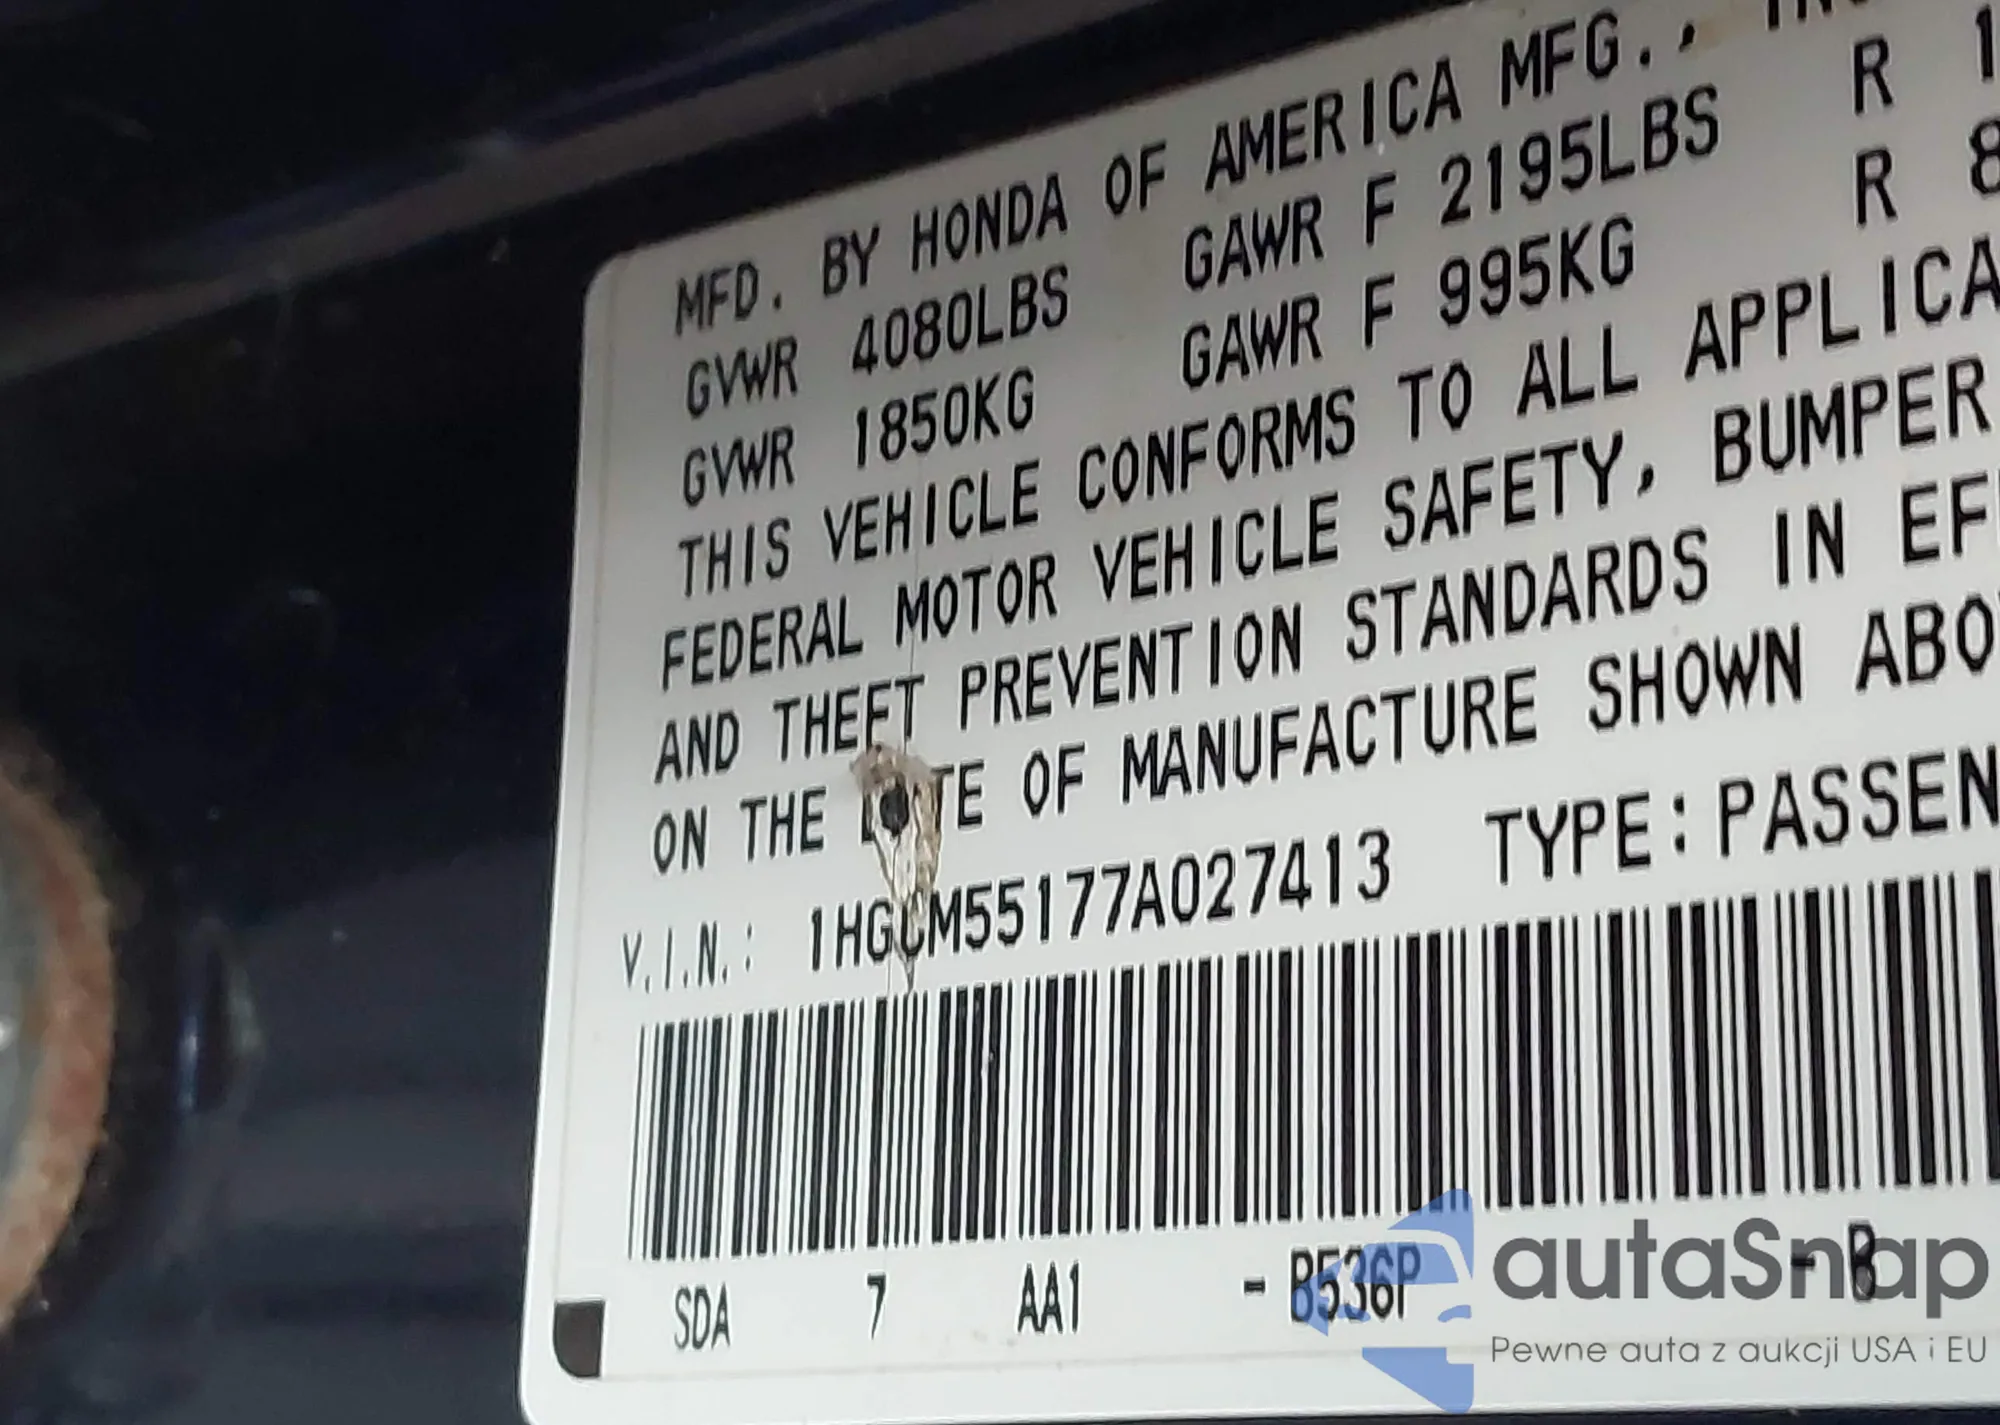 MFD. BY HONDA OF AMERICA MFG.,
GVWR 4080LBS GAWR F 2195LBS R 1
GVWR 1850KG GAWR F 995KG R 8
THIS VEHICLE CONFORMS TO ALL APPLICA
FEDERAL MOTOR VEHICLE SAFETY, BUMPER
AND THEFT PREVENTION STANDARDS IN EF
ON THE OF MANUFACTURE SHOWN ABO
V.I.N.: 1HGCM55177A027413 TYPE: PASSEN
SDA 7 AA1 - B536P - B
autaSnap
Pewne auta z aukcji USA i EU